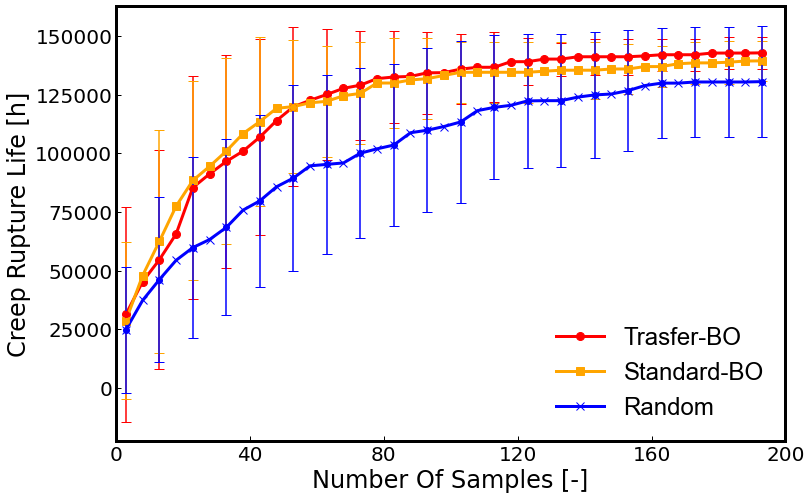 150000
125000
100000
75000
50000
25000
0
Creep Rupture Life [h]
Trasfer-BO
Standard-BO
Random
0 40 80 120 160 200
Number Of Samples [-]